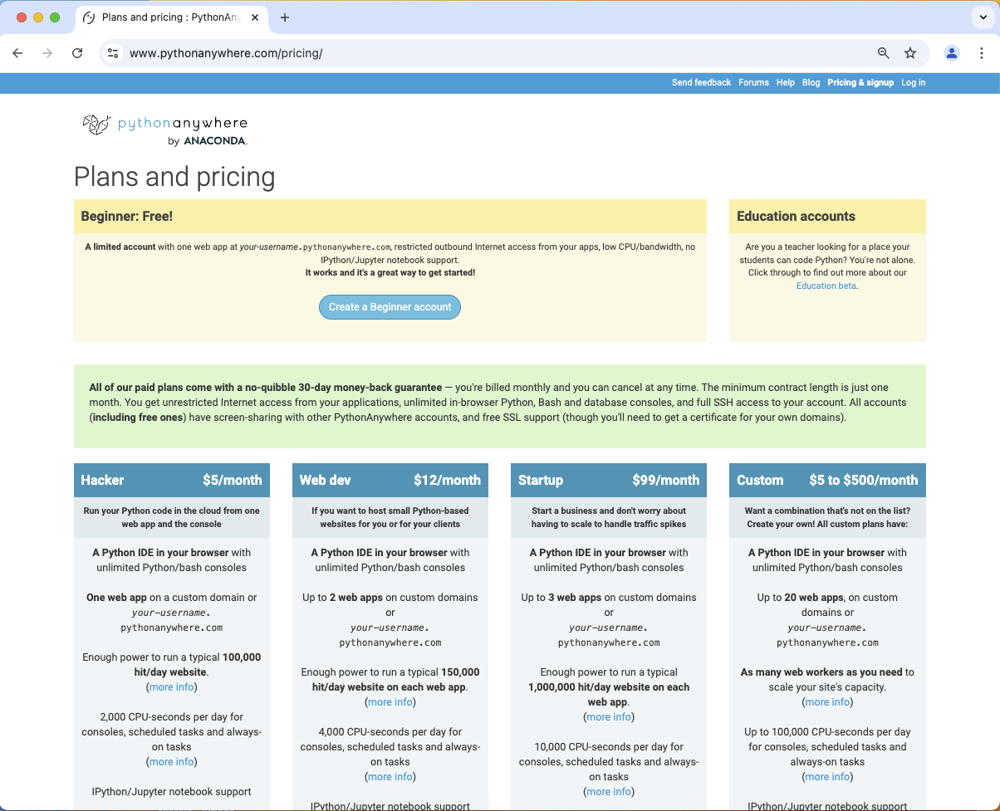 Plans and pricing : PythonAny
www.pythonanywhere.com/pricing/
Send feedback Forums Help Blog Pricing & signup Log in
pythonanywhere
by ANACONDA.
Plans and pricing
Beginner: Free!
A limited account with one web app at your-username.pythonanywhere.com, restricted outbound Internet access from your apps, low CPU/bandwidth, no
IPython/Jupyter notebook support.
It works and it's a great way to get started!
Create a Beginner account
Education accounts
Are you a teacher looking for a place your
students can code Python? You're not alone.
Click through to find out more about our
Education beta.
All of our paid plans come with a no-quibble 30-day money-back guarantee — you're billed monthly and you can cancel at any time. The minimum contract length is just one
month. You get unrestricted Internet access from your applications, unlimited in-browser Python, Bash and database consoles, and full SSH access to your account. All accounts
(including free ones) have screen-sharing with other PythonAnywhere accounts, and free SSL support (though you'll need to get a certificate for your own domains).
Hacker $5/month
Run your Python code in the cloud from one
web app and the console
A Python IDE in your browser with
unlimited Python/bash consoles
One web app on a custom domain or
your-username.
pythonanywhere.com
Enough power to run a typical 100,000
hit/day website.
(more info)
2,000 CPU-seconds per day for
consoles, scheduled tasks and always-
on tasks
(more info)
IPython/Jupyter notebook support
Web dev $12/month
If you want to host small Python-based
websites for you or for your clients
A Python IDE in your browser with
unlimited Python/bash consoles
Up to 2 web apps on custom domains
or
your-username.
pythonanywhere.com
Enough power to run a typical 150,000
hit/day website on each web app.
(more info)
4,000 CPU-seconds per day for
consoles, scheduled tasks and always-
on tasks
(more info)
IPython/Jupyter notebook support
Startup $99/month
Start a business and don't worry about
having to scale to handle traffic spikes
A Python IDE in your browser with
unlimited Python/bash consoles
Up to 3 web apps on custom domains
or
your-username.
pythonanywhere.com
Enough power to run a typical
1,000,000 hit/day website on each
web app.
(more info)
10,000 CPU-seconds per day for
consoles, scheduled tasks and always-
on tasks
(more info)
Custom $5 to $500/month
Want a combination that's not on the list?
Create your own! All custom plans have:
A Python IDE in your browser with
unlimited Python/bash consoles
Up to 20 web apps, on custom
domains or
your-username.
pythonanywhere.com
As many web workers as you need to
scale your site's capacity.
(more info)
Up to 100,000 CPU-seconds per day
for consoles, scheduled tasks and
always-on tasks
(more info)
IPython/Jupyter notebook support